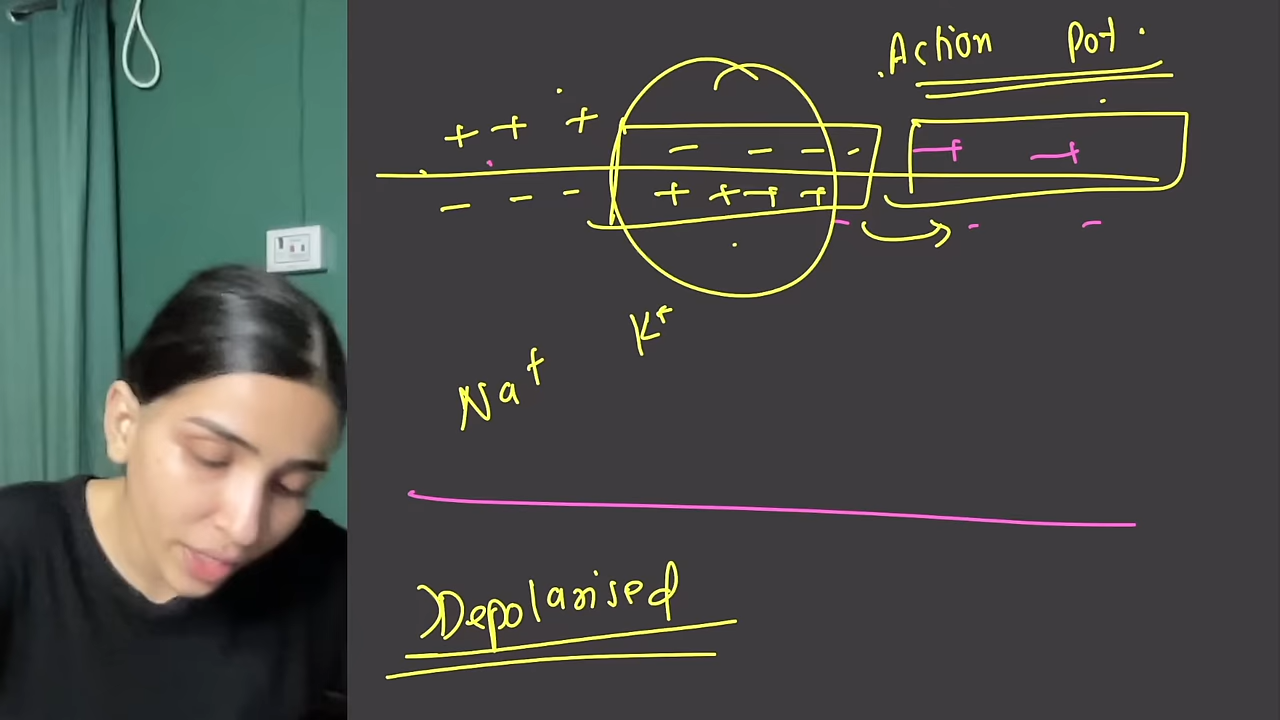 Action Pot.
+ + + - - - - + +
- - - + + + + - - -
K+
Na+
Depolarised